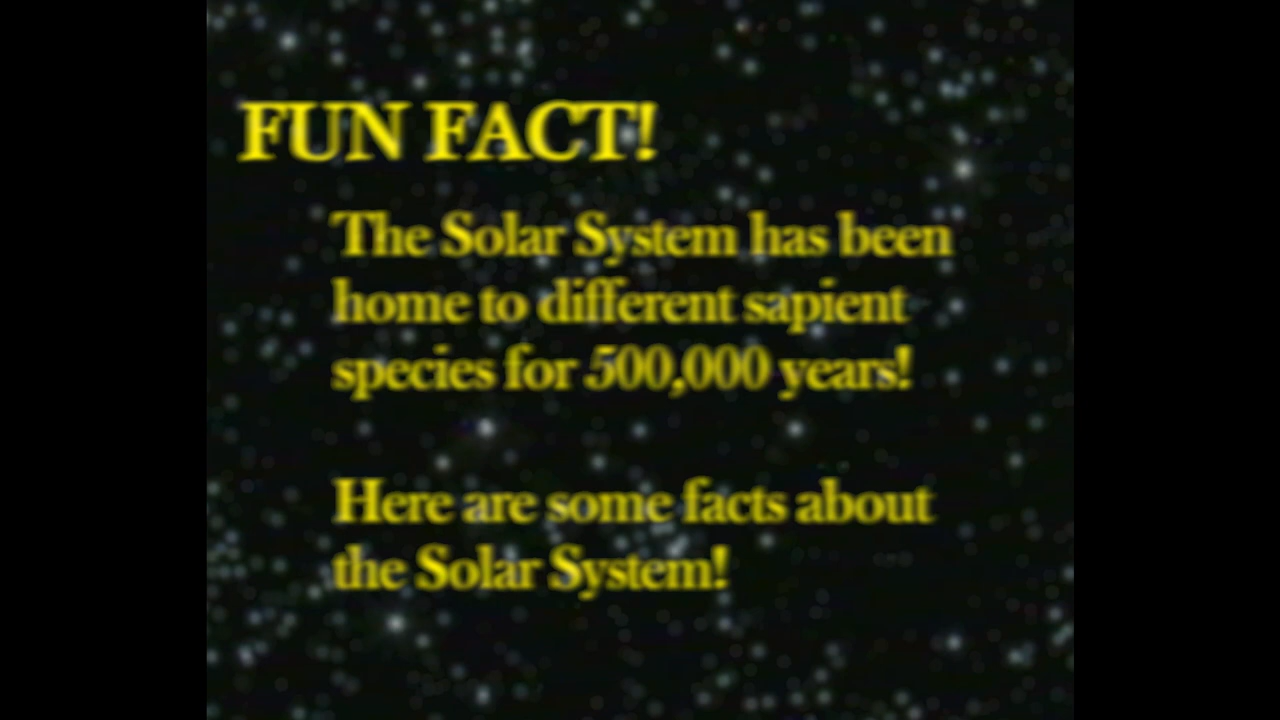 FUN FACT!
The Solar System has been
home to different sapient
species for 500,000 years!
Here are some facts about
the Solar System!